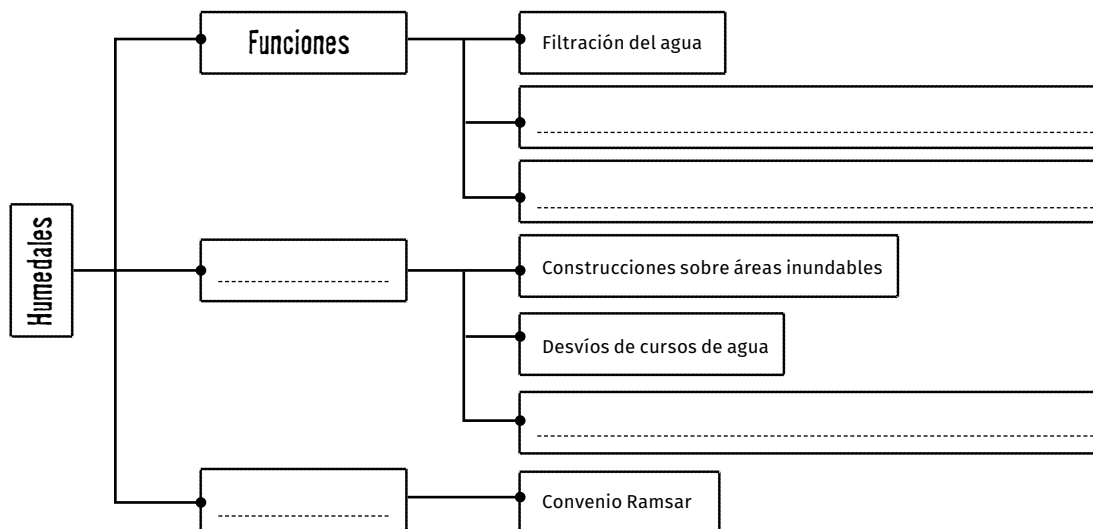 Funciones
Filtración del agua
Humedales
Construcciones sobre áreas inundables
Desvíos de cursos de agua
Convenio Ramsar